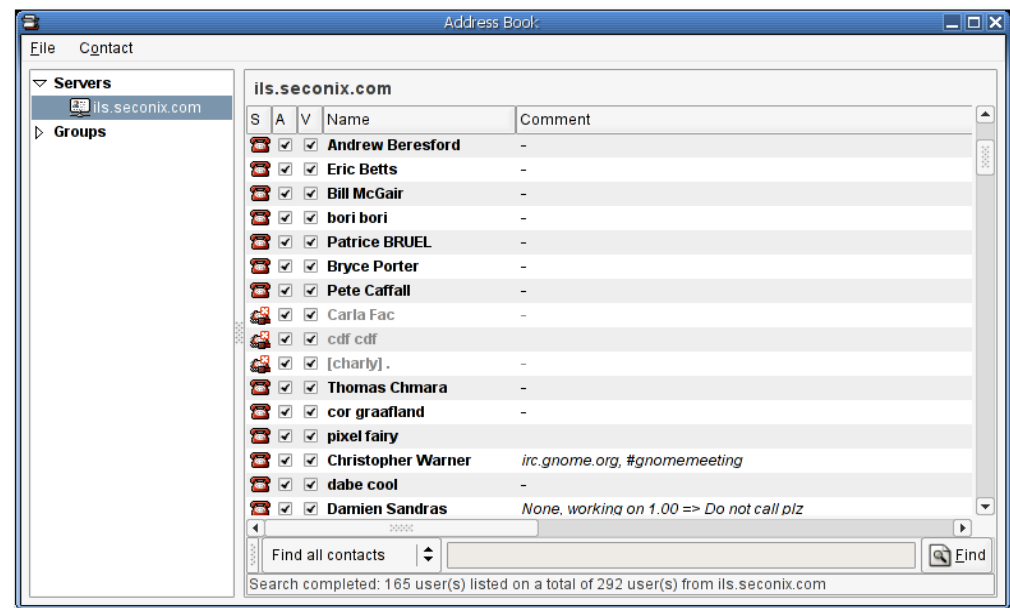 Address Book
File Contact
Servers
ils.seconix.com
Groups
ils.seconix.com
S A V Name Comment
Andrew Beresford -
Eric Betts -
Bill McGair -
bori bori -
Patrice BRUEL -
Bryce Porter -
Pete Caffall -
Carla Fac -
cdf cdf
[charly] . -
Thomas Chmara -
cor graafland -
pixel fairy
Christopher Warner irc.gnome.org, #gnomemeeting
dabe cool -
Damien Sandras None, working on 1.00 => Do not call plz
Find all contacts Find
Search completed: 165 user(s) listed on a total of 292 user(s) from ils.seconix.com